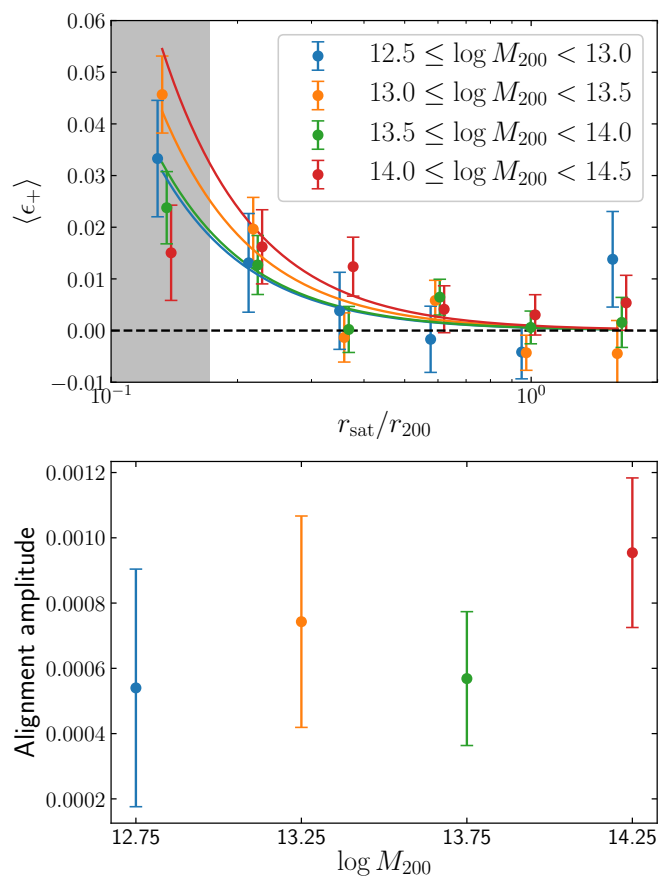 0.06
0.05
0.04
0.03
0.02
0.01
0.00
−0.01
⟨ϵ₊⟩
12.5 ≤ log M₂₀₀ < 13.0
13.0 ≤ log M₂₀₀ < 13.5
13.5 ≤ log M₂₀₀ < 14.0
14.0 ≤ log M₂₀₀ < 14.5
10⁻¹ 10⁰
r_sat/r₂₀₀
0.0012
0.0010
0.0008
0.0006
0.0004
0.0002
Alignment amplitude
12.75 13.25 13.75 14.25
log M₂₀₀